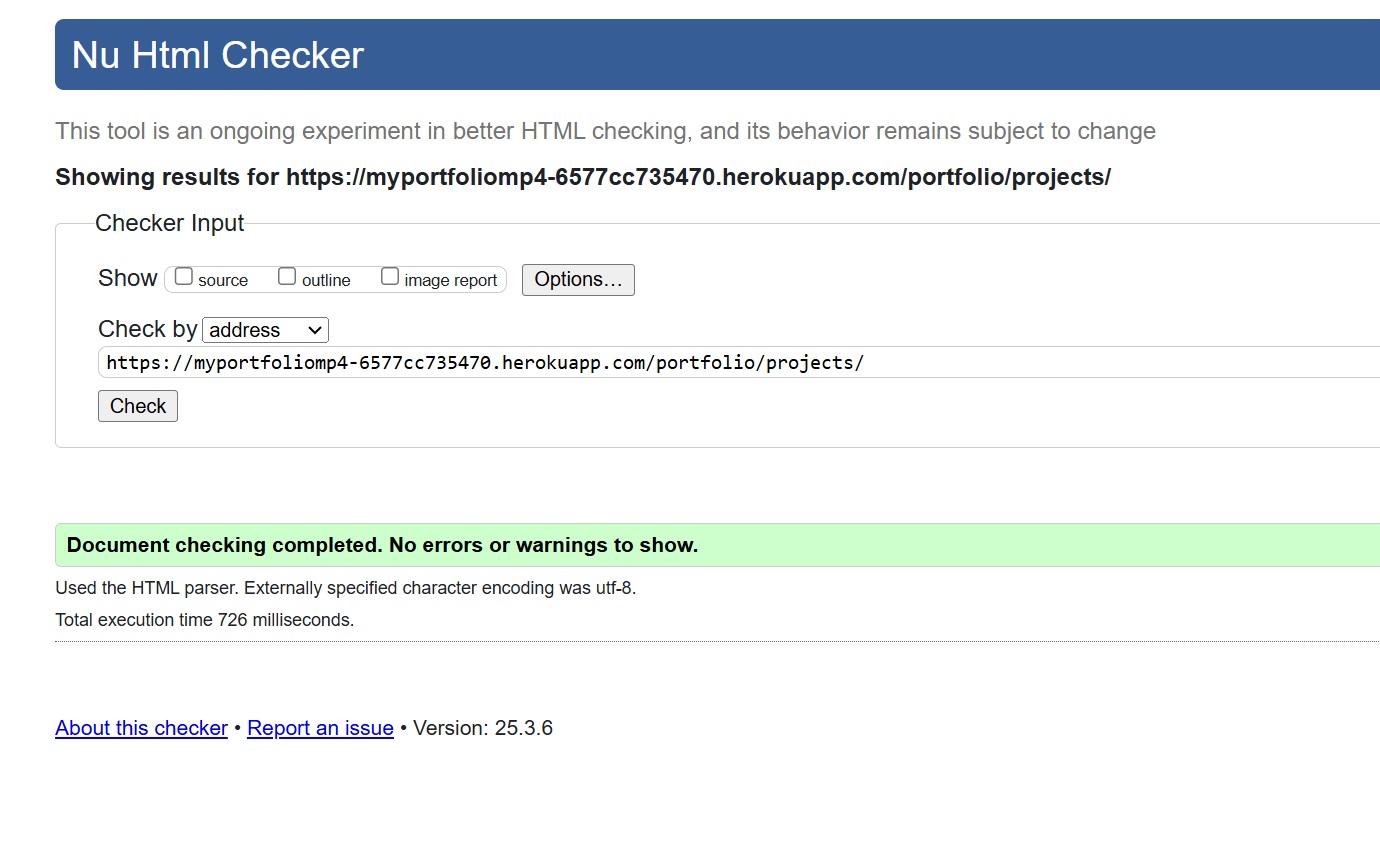 Nu Html Checker
This tool is an ongoing experiment in better HTML checking, and its behavior remains subject to change
Showing results for https://myportfoliomp4-6577cc735470.herokuapp.com/portfolio/projects/
Checker Input
Show source outline image report Options...
Check by address
https://myportfoliomp4-6577cc735470.herokuapp.com/portfolio/projects/
Check
Document checking completed. No errors or warnings to show.
Used the HTML parser. Externally specified character encoding was utf-8.
Total execution time 726 milliseconds.
About this checker • Report an issue • Version: 25.3.6